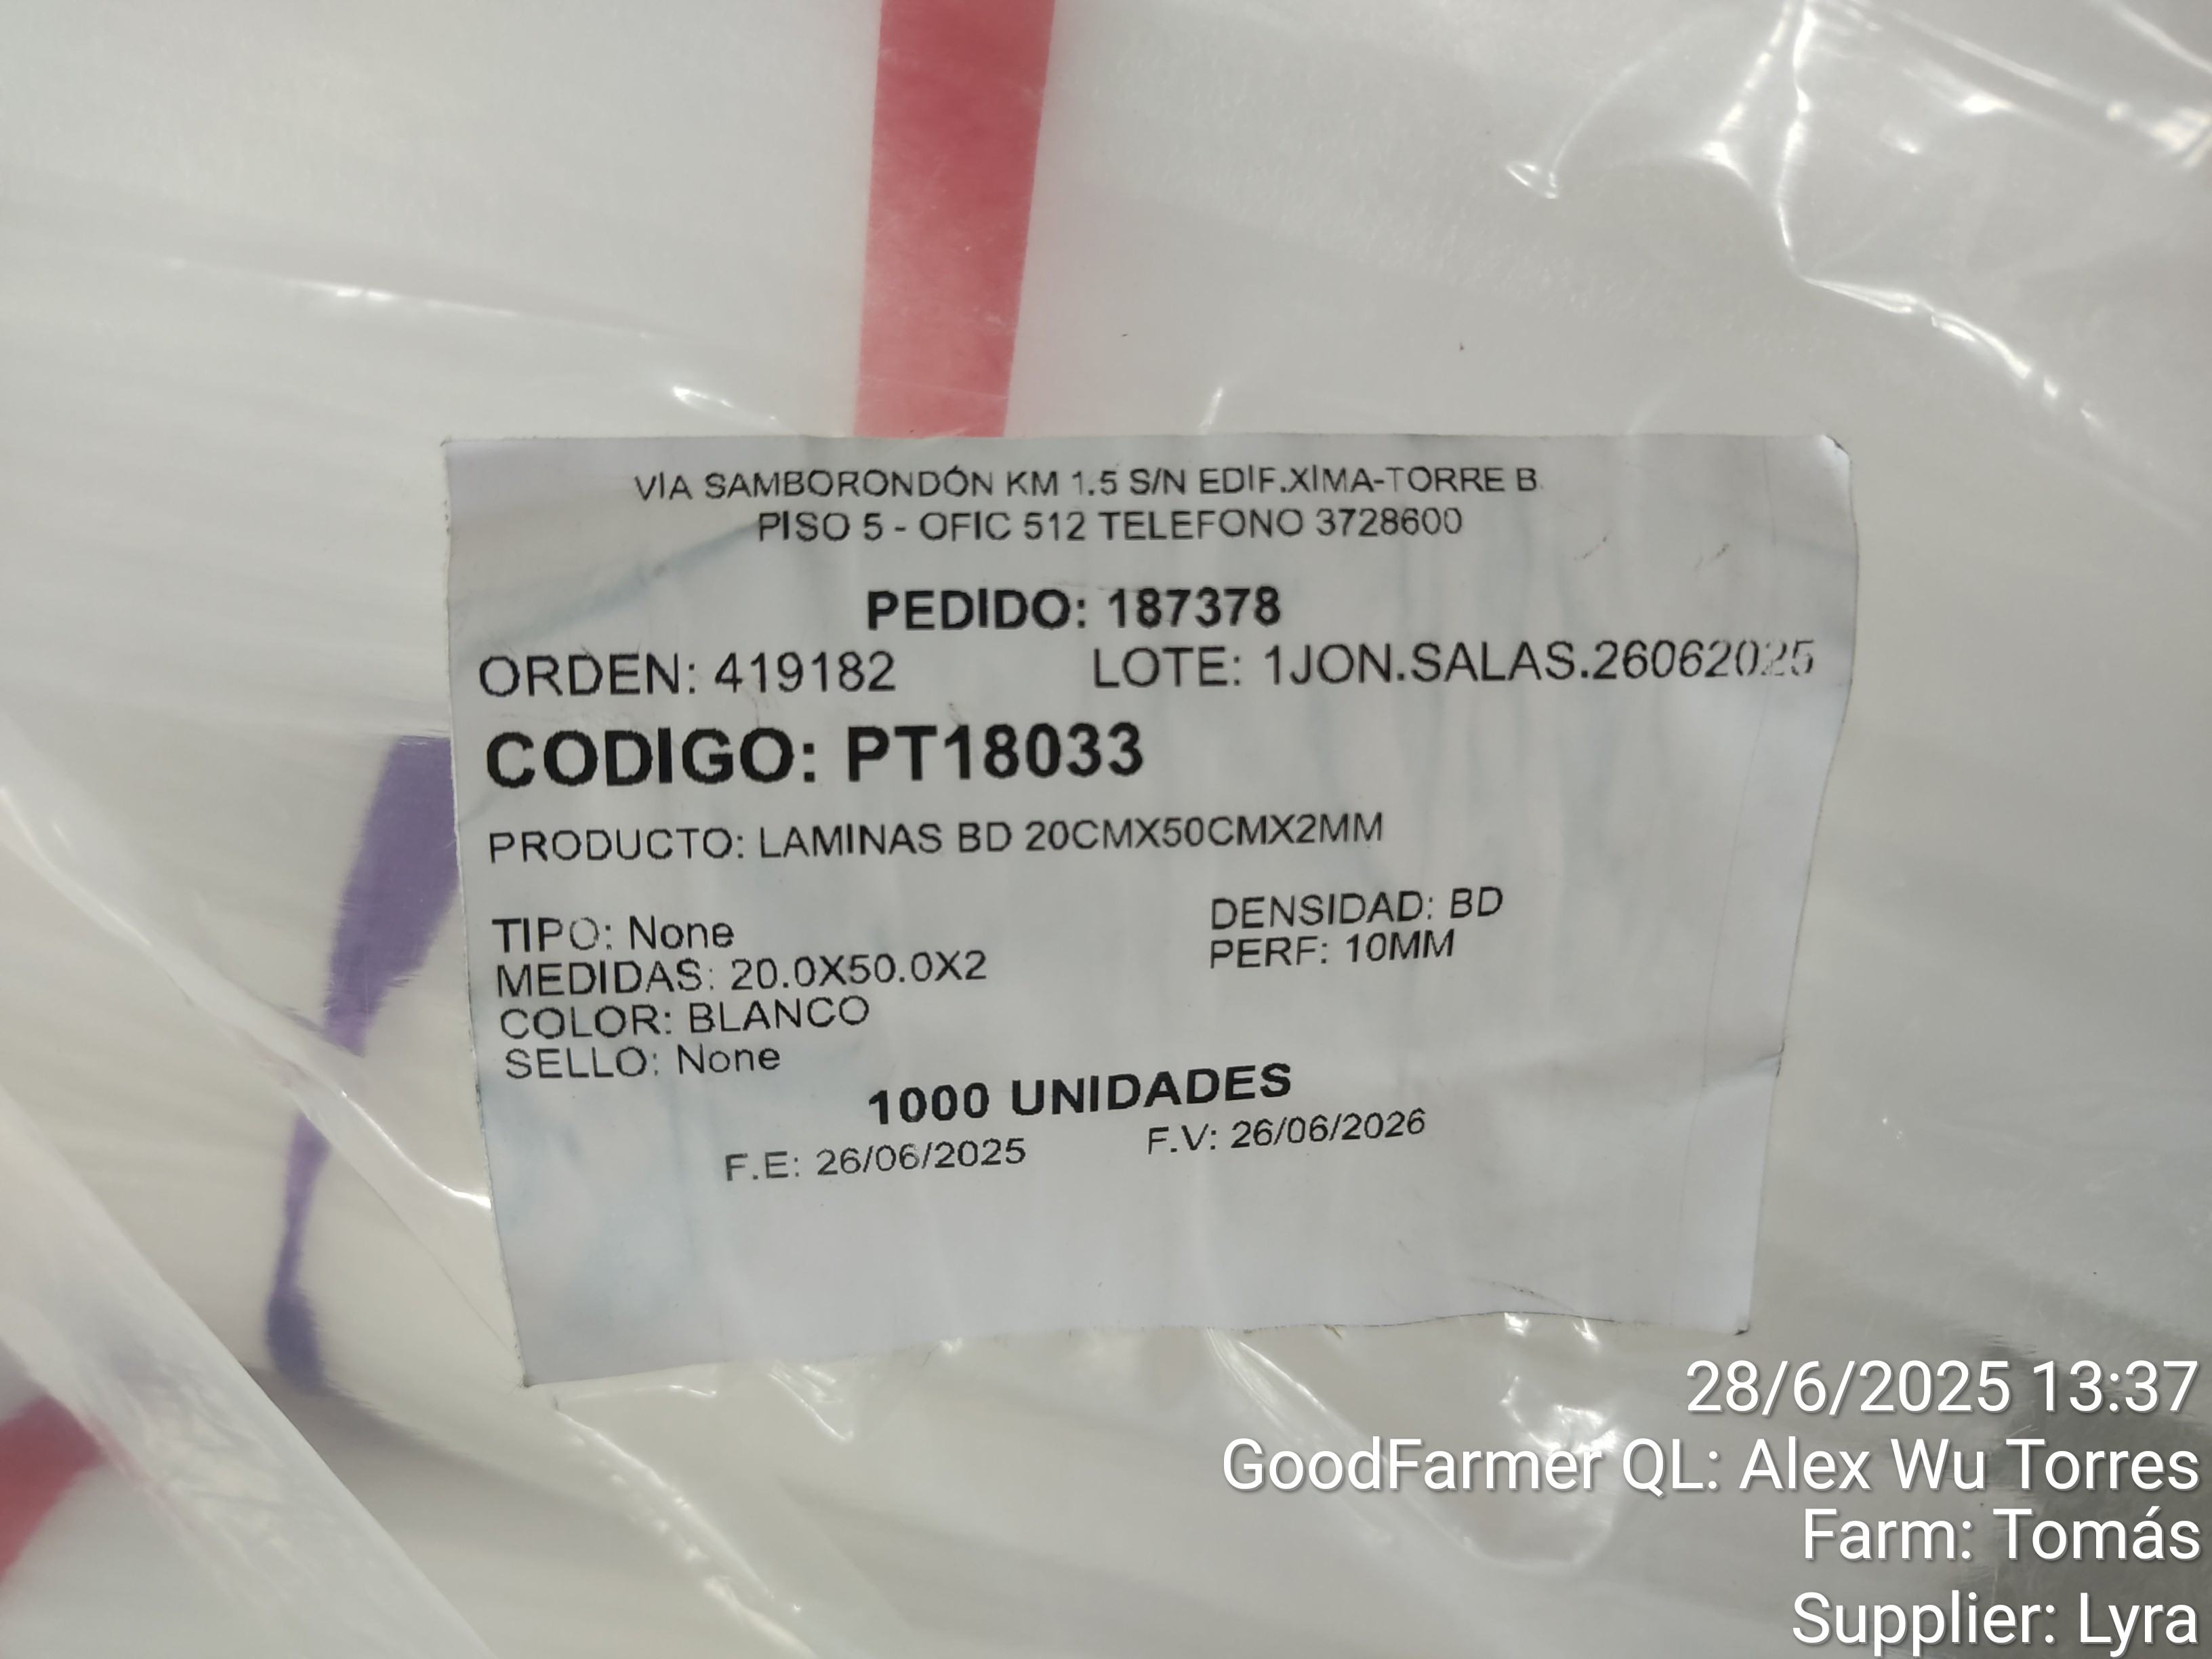 VIA SAMBORONDÓN KM 1.5 S/N EDIF.XIMA-TORRE B
PISO 5 - OFIC 512 TELEFONO 3728600
PEDIDO: 187378
ORDEN: 419182 LOTE: 1JON.SALAS.26062025
CODIGO: PT18033
PRODUCTO: LAMINAS BD 20CMX50CMX2MM
TIPO: None
MEDIDAS: 20.0X50.0X2
COLOR: BLANCO
SELLO: None
DENSIDAD: BD
PERF: 10MM
1000 UNIDADES
F.E: 26/06/2025 F.V: 26/06/2026
28/6/2025 13:37
GoodFarmer QL: Alex Wu Torres
Farm: Tomás
Supplier: Lyra